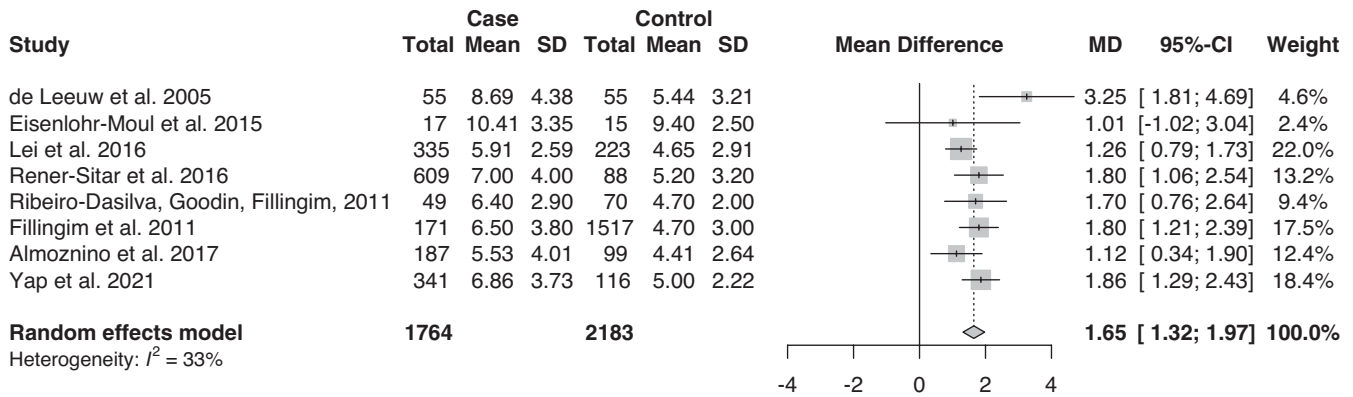 Case Control
Study Total Mean SD Total Mean SD Mean Difference MD 95%-CI Weight
de Leeuw et al. 2005 55 8.69 4.38 55 5.44 3.21 3.25 [ 1.81; 4.69] 4.6%
Eisenlohr-Moul et al. 2015 17 10.41 3.35 15 9.40 2.50 1.01 [-1.02; 3.04] 2.4%
Lei et al. 2016 335 5.91 2.59 223 4.65 2.91 1.26 [ 0.79; 1.73] 22.0%
Rener-Sitar et al. 2016 609 7.00 4.00 88 5.20 3.20 1.80 [ 1.06; 2.54] 13.2%
Ribeiro-Dasilva, Goodin, Fillingim, 2011 49 6.40 2.90 70 4.70 2.00 1.70 [ 0.76; 2.64] 9.4%
Fillingim et al. 2011 171 6.50 3.80 1517 4.70 3.00 1.80 [ 1.21; 2.39] 17.5%
Almoznino et al. 2017 187 5.53 4.01 99 4.41 2.64 1.12 [ 0.34; 1.90] 12.4%
Yap et al. 2021 341 6.86 3.73 116 5.00 2.22 1.86 [ 1.29; 2.43] 18.4%
Random effects model 1764 2183 1.65 [ 1.32; 1.97] 100.0%
Heterogeneity: I² = 33%
-4 -2 0 2 4